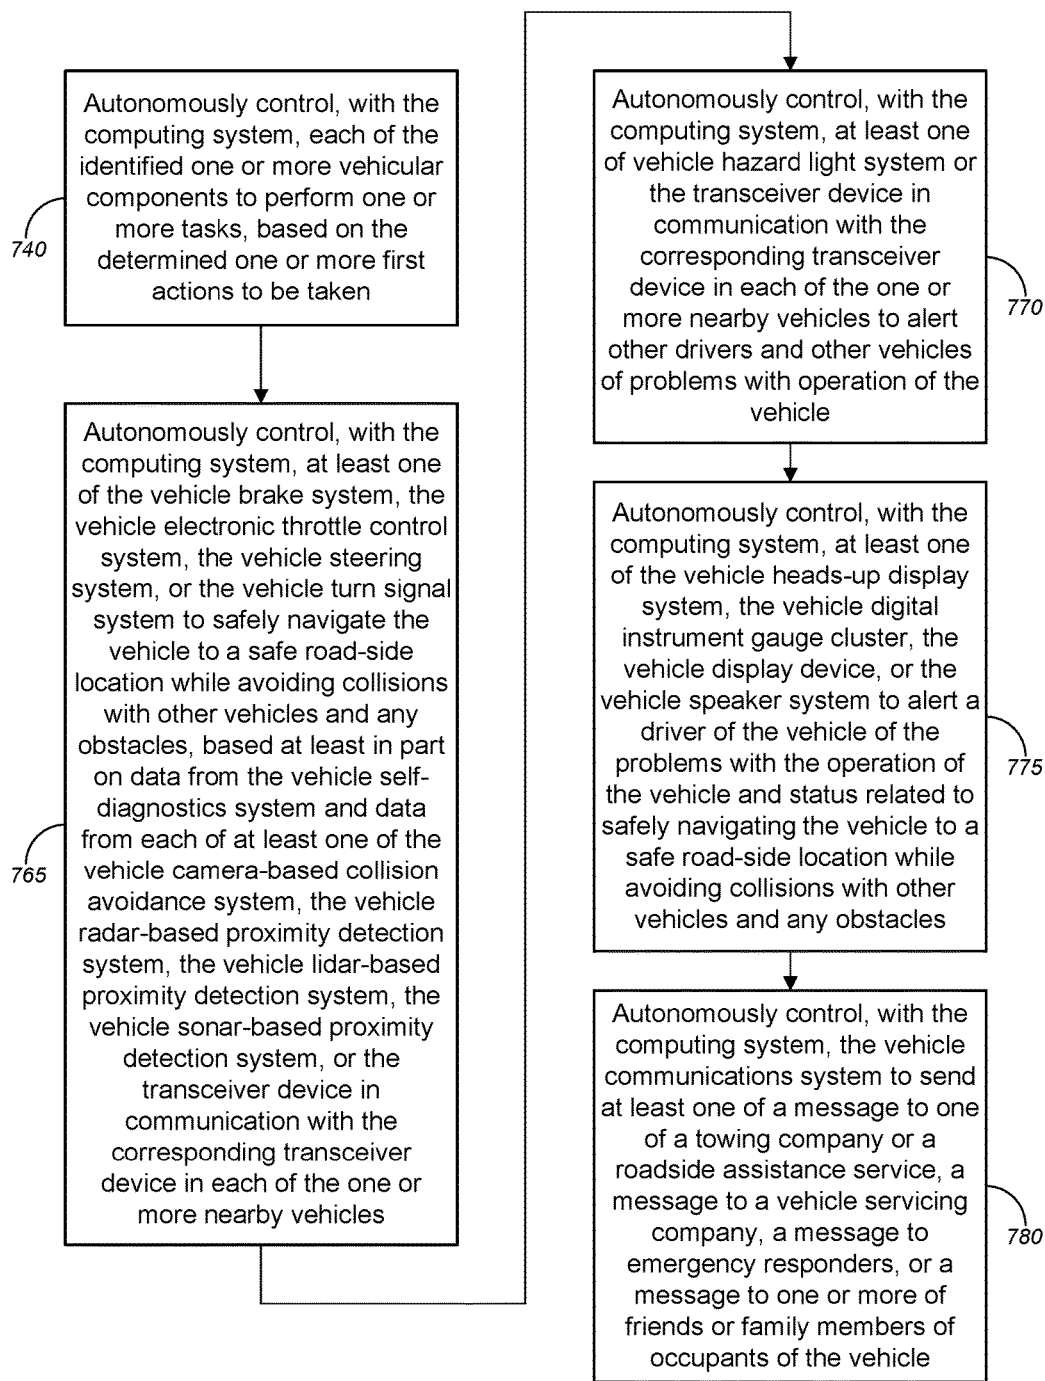 Autonomously control, with the
computing system, each of the
identified one or more vehicular
components to perform one or
more tasks, based on the
determined one or more first
actions to be taken
740
Autonomously control, with the
computing system, at least one
of the vehicle brake system, the
vehicle electronic throttle control
system, the vehicle steering
system, or the vehicle turn signal
system to safely navigate the
vehicle to a safe road-side
location while avoiding collisions
with other vehicles and any
obstacles, based at least in part
on data from the vehicle self-
diagnostics system and data
from each of at least one of the
vehicle camera-based collision
avoidance system, the vehicle
radar-based proximity detection
system, the vehicle lidar-based
proximity detection system, the
vehicle sonar-based proximity
detection system, or the
transceiver device in
communication with the
corresponding transceiver
device in each of the one or
more nearby vehicles
765
Autonomously control, with the
computing system, at least one
of vehicle hazard light system or
the transceiver device in
communication with the
corresponding transceiver
device in each of the one or
more nearby vehicles to alert
other drivers and other vehicles
of problems with operation of the
vehicle
770
Autonomously control, with the
computing system, at least one
of the vehicle heads-up display
system, the vehicle digital
instrument gauge cluster, the
vehicle display device, or the
vehicle speaker system to alert a
driver of the vehicle of the
problems with the operation of
the vehicle and status related to
safely navigating the vehicle to a
safe road-side location while
avoiding collisions with other
vehicles and any obstacles
775
Autonomously control, with the
computing system, the vehicle
communications system to send
at least one of a message to one
of a towing company or a
roadside assistance service, a
message to a vehicle servicing
company, a message to
emergency responders, or a
message to one or more of
friends or family members of
occupants of the vehicle
780